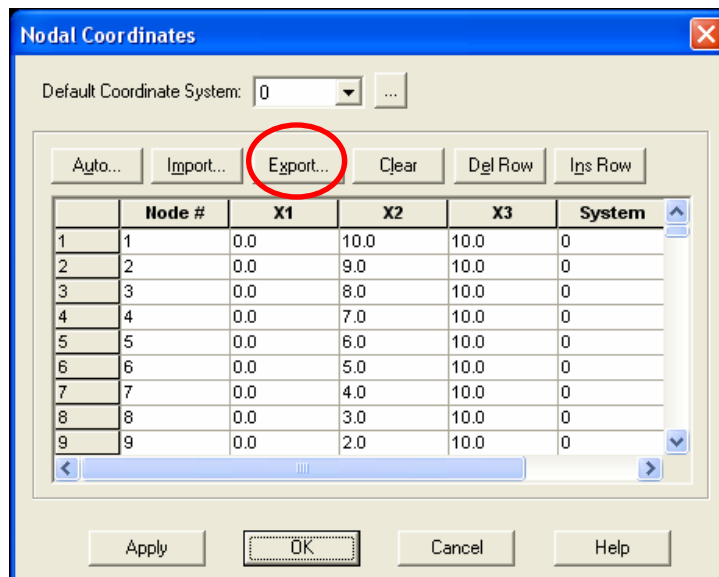 Nodal Coordinates
Default Coordinate System: 0 ...
Auto... Import... Export... Clear Del Row Ins Row
Node # X1 X2 X3 System
1 1 0.0 10.0 10.0 0
2 2 0.0 9.0 10.0 0
3 3 0.0 8.0 10.0 0
4 4 0.0 7.0 10.0 0
5 5 0.0 6.0 10.0 0
6 6 0.0 5.0 10.0 0
7 7 0.0 4.0 10.0 0
8 8 0.0 3.0 10.0 0
9 9 0.0 2.0 10.0 0
Apply OK Cancel Help